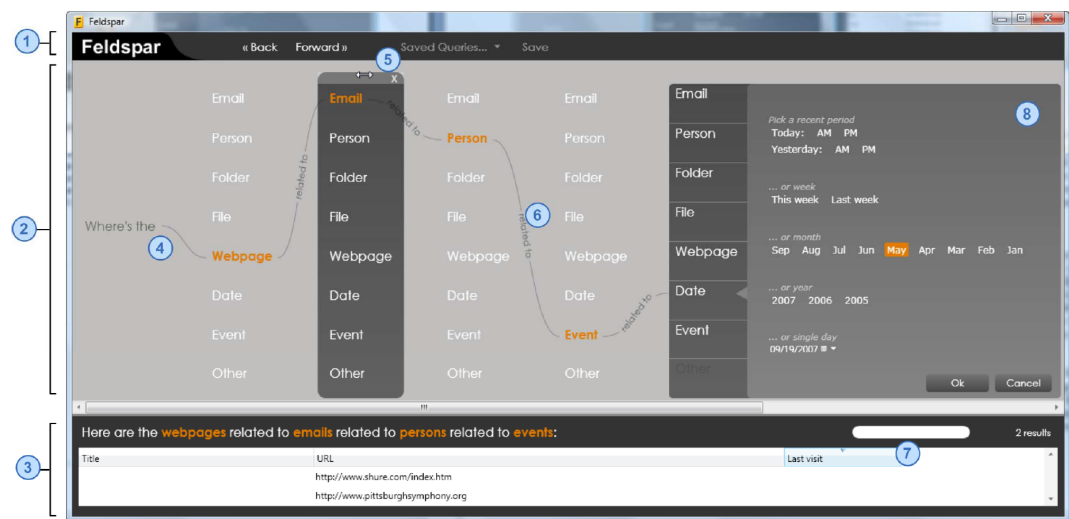 Feldspar
1
Feldspar « Back Forward » Saved Queries... Save
5
X
2
Where's the
4
Email
Person
Folder
File
Webpage
Date
Event
Other
related to
Email
Person
Folder
File
Webpage
Date
Event
Other
related to
Email
Person
Folder
File
Webpage
Date
Event
Other
related to
6
Email
Person
Folder
File
Webpage
Date
Event
Other
related to
Email
Person
Folder
File
Webpage
Date
Event
Other
8
Pick a recent period
Today: AM PM
Yesterday: AM PM
... or week
This week Last week
... or month
Sep Aug Jul Jun May Apr Mar Feb Jan
... or year
2007 2006 2005
... or single day
09/19/2007
Ok Cancel
3
Here are the webpages related to emails related to persons related to events: 2 results
7
Title URL Last visit
http://www.shure.com/index.htm
http://www.pittsburghsymphony.org